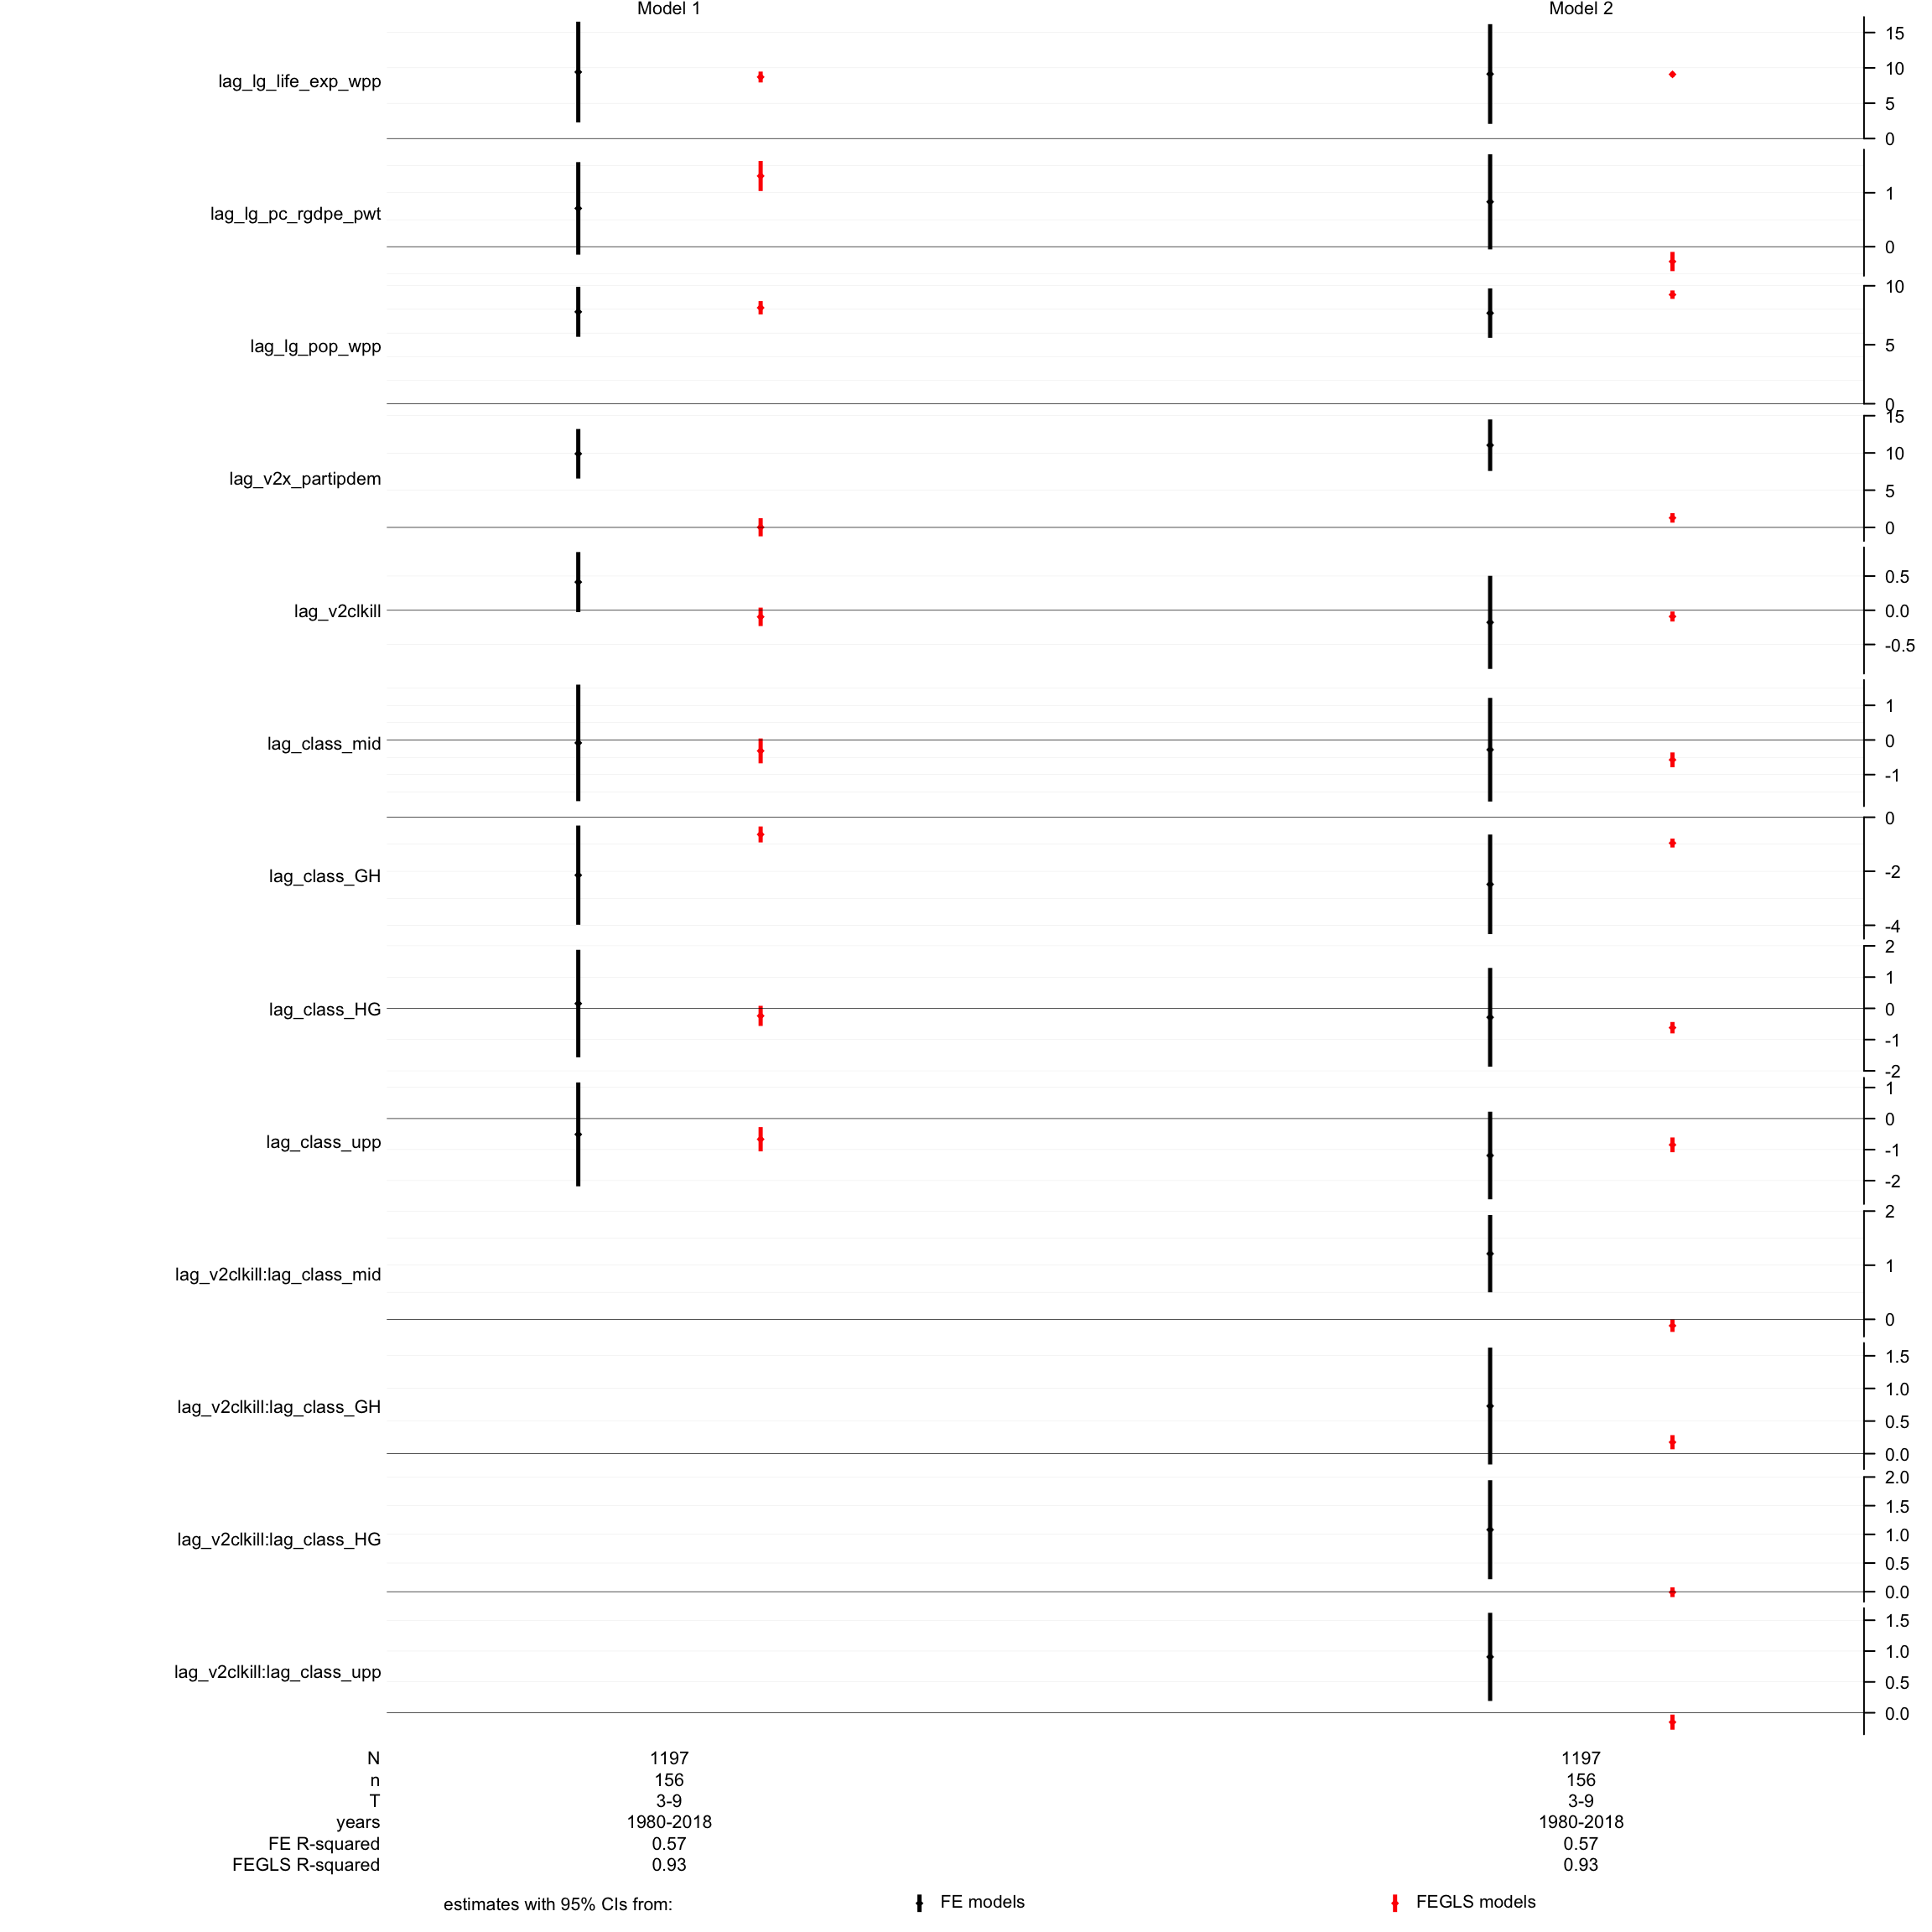 Model 1 Model 2
15
10
lag_lg_life_exp_wpp
5
0
1
lag_lg_pc_rgdpe_pwt
0
10
lag_lg_pop_wpp
5
0
15
10
lag_v2x_partipdem
5
0
0.5
lag_v2clkill
0.0
-0.5
1
lag_class_mid
0
-1
0
lag_class_GH
-2
-4
2
1
lag_class_HG
0
-1
-2
1
0
lag_class_upp
-1
-2
2
lag_v2clkill:lag_class_mid
1
0
1.5
1.0
lag_v2clkill:lag_class_GH
0.5
0.0
2.0
1.5
lag_v2clkill:lag_class_HG
1.0
0.5
0.0
1.5
1.0
lag_v2clkill:lag_class_upp
0.5
0.0
N 1197 1197
n 156 156
T 3-9 3-9
years 1980-2018 1980-2018
FE R-squared 0.57 0.57
FEGLS R-squared 0.93 0.93
estimates with 95% CIs from: FE models FEGLS models